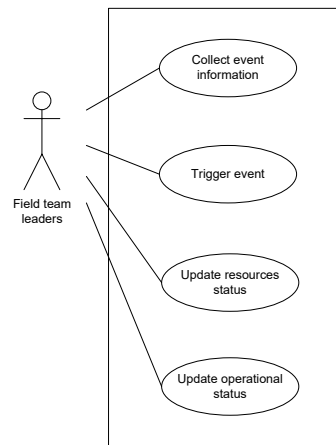 Collect event
information
Trigger event
Field team
leaders
Update resources
status
Update operational
status